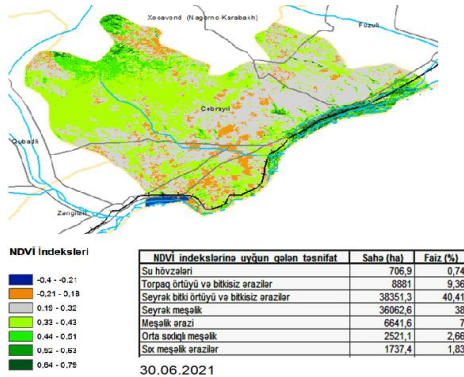 Xocavənd (Nagorno-Karabakh)
Füzuli
Cəbrayıl
Qubadlı
Zəngilan
NDVİ İndeksləri
-0.4 - -0.21
-0,21 - 0,18
0.19 - 0.32
0,33 - 0,43
0,44 - 0,51
0,52 - 0,63
0,64 - 0,79
NDVİ indekslərinə uyğun gələn təsnifat Sahə (ha) Faiz (%)
Su hövzələri 706,9 0,74
Torpaq örtüyü və bitkisiz ərazilər 8881 9,36
Seyrək bitki örtüyü və bitkisiz ərazilər 38351,3 40,41
Seyrək meşəlik 36062,6 38
Meşəlik ərazi 6641,6 7
Orta sıxlıqlı meşəlik 2521,1 2,66
Sıx meşəlik ərazilər 1737,4 1,83
30.06.2021